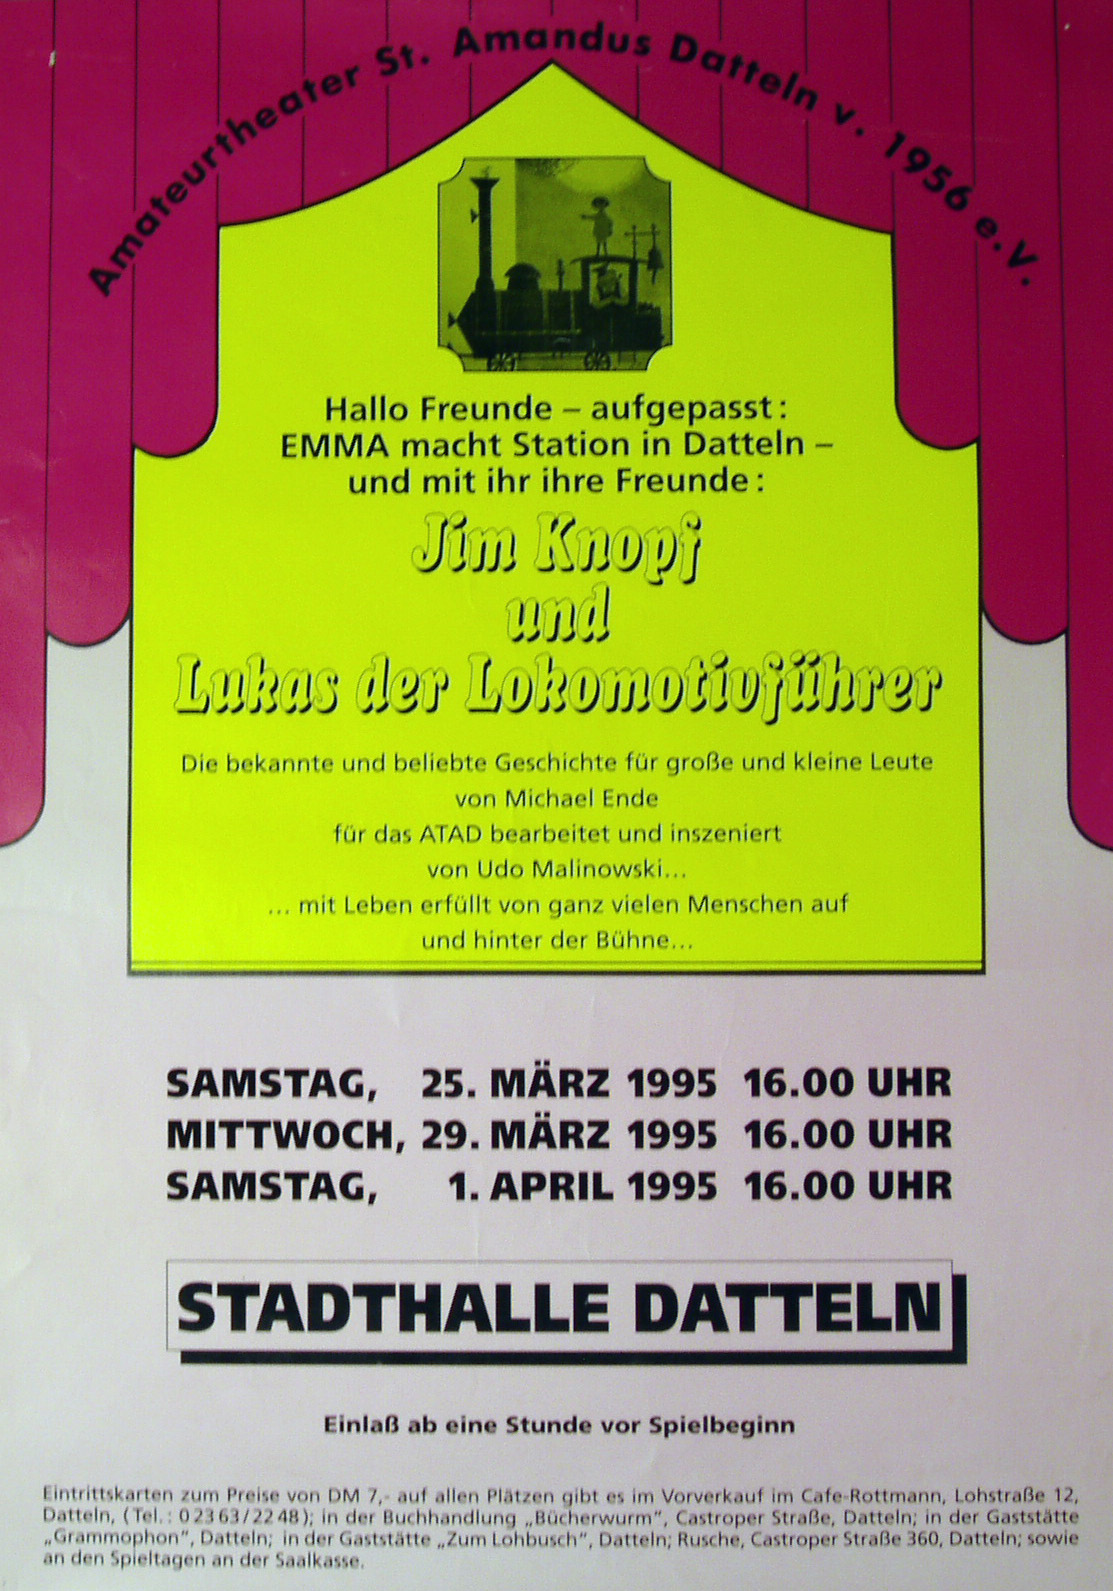 Amateurtheater St. Amandus Datteln v. 1956 e.V.
Hallo Freunde – aufgepasst:
EMMA macht Station in Datteln –
und mit ihr ihre Freunde:
Jim Knopf
und
Lukas der Lokomotivführer
Die bekannte und beliebte Geschichte für große und kleine Leute
von Michael Ende
für das ATAD bearbeitet und inszeniert
von Udo Malinowski...
... mit Leben erfüllt von ganz vielen Menschen auf
und hinter der Bühne...
SAMSTAG, 25. MÄRZ 1995 16.00 UHR
MITTWOCH, 29. MÄRZ 1995 16.00 UHR
SAMSTAG, 1. APRIL 1995 16.00 UHR
STADTHALLE DATTELN
Einlaß ab eine Stunde vor Spielbeginn
Eintrittskarten zum Preise von DM 7,- auf allen Plätzen gibt es im Vorverkauf im Cafe-Rottmann, Lohstraße 12,
Datteln, (Tel.: 0 23 63 / 22 48); in der Buchhandlung „Bücherwurm”, Castroper Straße, Datteln; in der Gaststätte
„Grammophon”, Datteln; in der Gaststätte „Zum Lohbusch”, Datteln; Rusche, Castroper Straße 360, Datteln; sowie
an den Spieltagen an der Saalkasse.